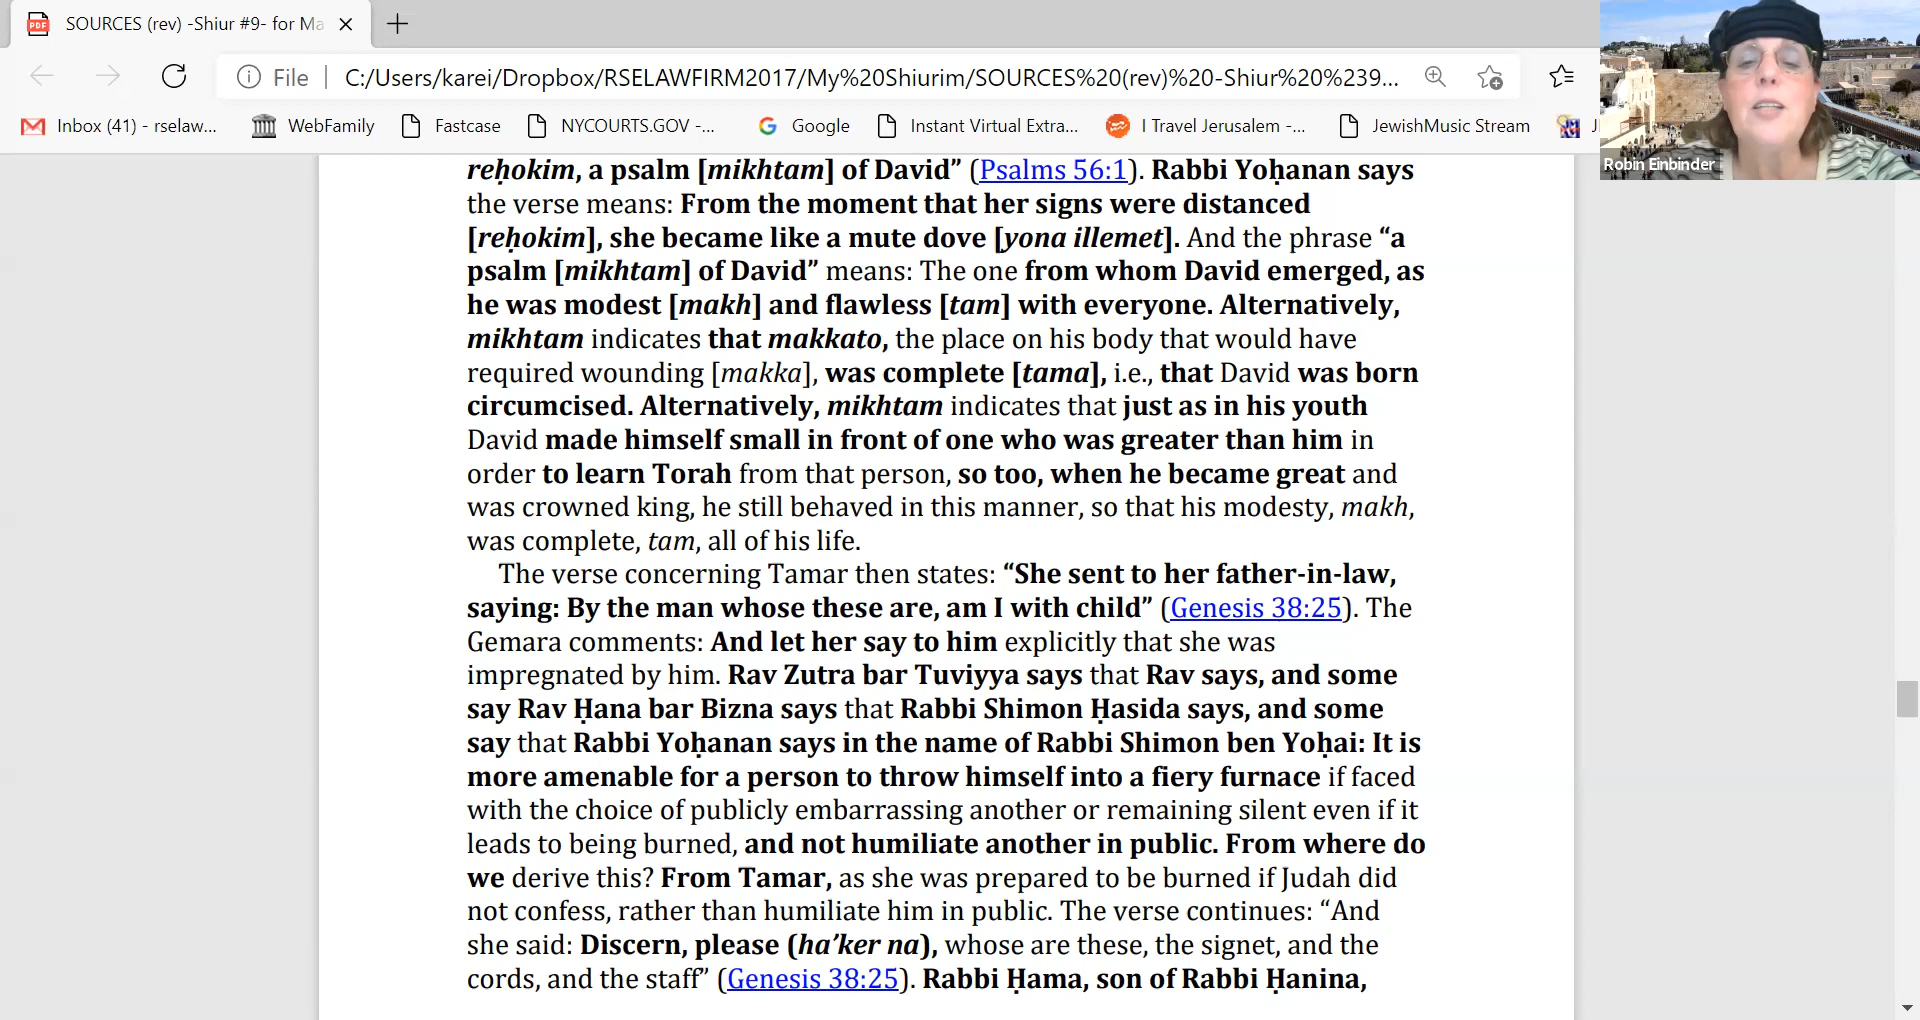 SOURCES (rev) -Shiur #9- for Ma
File
C:/Users/karei/Dropbox/RSELAWFIRM2017/My%20Shiurim/SOURCES%20(rev)%20-Shiur%20%239...
Inbox (41) - rselaw...
WebFamily
Fastcase
NYCOURTS.GOV -...
Google
Instant Virtual Extra...
I Travel Jerusalem -...
JewishMusic Stream
J
Robin Einbinder
reḥokim, a psalm [mikhtam] of David” (Psalms 56:1). Rabbi Yoḥanan says
the verse means: From the moment that her signs were distanced
[reḥokim], she became like a mute dove [yona illemet]. And the phrase “a
psalm [mikhtam] of David” means: The one from whom David emerged, as
he was modest [makh] and flawless [tam] with everyone. Alternatively,
mikhtam indicates that makkato, the place on his body that would have
required wounding [makka], was complete [tama], i.e., that David was born
circumcised. Alternatively, mikhtam indicates that just as in his youth
David made himself small in front of one who was greater than him in
order to learn Torah from that person, so too, when he became great and
was crowned king, he still behaved in this manner, so that his modesty, makh,
was complete, tam, all of his life.
The verse concerning Tamar then states: “She sent to her father-in-law,
saying: By the man whose these are, am I with child” (Genesis 38:25). The
Gemara comments: And let her say to him explicitly that she was
impregnated by him. Rav Zutra bar Tuviyya says that Rav says, and some
say Rav Ḥana bar Bizna says that Rabbi Shimon Ḥasida says, and some
say that Rabbi Yoḥanan says in the name of Rabbi Shimon ben Yoḥai: It is
more amenable for a person to throw himself into a fiery furnace if faced
with the choice of publicly embarrassing another or remaining silent even if it
leads to being burned, and not humiliate another in public. From where do
we derive this? From Tamar, as she was prepared to be burned if Judah did
not confess, rather than humiliate him in public. The verse continues: “And
she said: Discern, please (ha’ker na), whose are these, the signet, and the
cords, and the staff” (Genesis 38:25). Rabbi Ḥama, son of Rabbi Ḥanina,